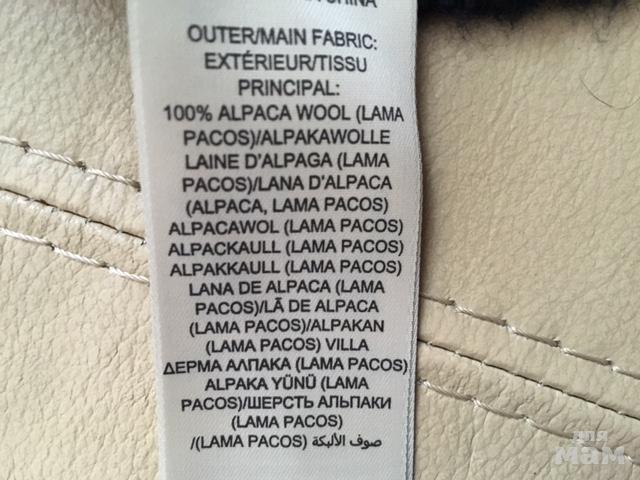 CHINA
OUTER/MAIN FABRIC:
EXTÉRIEUR/TISSU
PRINCIPAL:
100% ALPACA WOOL (LAMA
PACOS)/ALPAKAWOLLE
LAINE D'ALPAGA (LAMA
PACOS)/LANA D'ALPACA
(ALPACA, LAMA PACOS)
ALPACAWOL (LAMA PACOS)
ALPACKAULL (LAMA PACOS)
ALPAKKAULL (LAMA PACOS)
LANA DE ALPACA (LAMA
PACOS)/LÃ DE ALPACA
(LAMA PACOS)/ALPAKAN
(LAMA PACOS) VILLA
ΔΕΡΜΑ ΑΛΠΑΚΑ (LAMA PACOS)
ALPAKA YÜNÜ (LAMA
PACOS)/ШЕРСТЬ АЛЬПАКИ
(LAMA PACOS)
صوف الألبكة (LAMA PACOS)/
для
мам